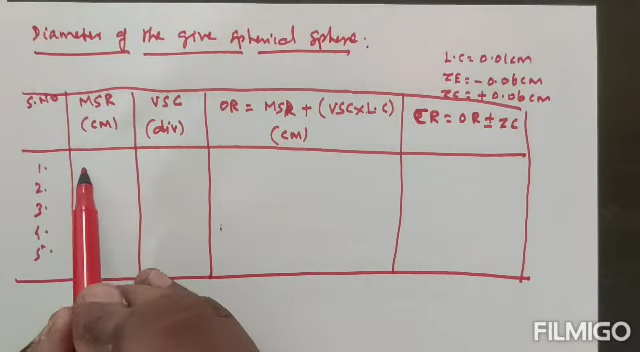 Diameter of the give spherical sphere:
L.C = 0.01cm
ZE = - 0.06cm
ZC = + 0.06cm
S.NO MSR (cm) VSC (div) OR = MSR + (VSC x L.C) (cm) CR = OR ± ZC
1.
2.
3.
4.
5.
FILMIGO